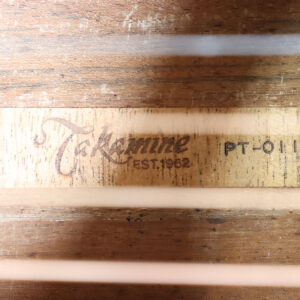 Takamine
EST. 1962
PT-011